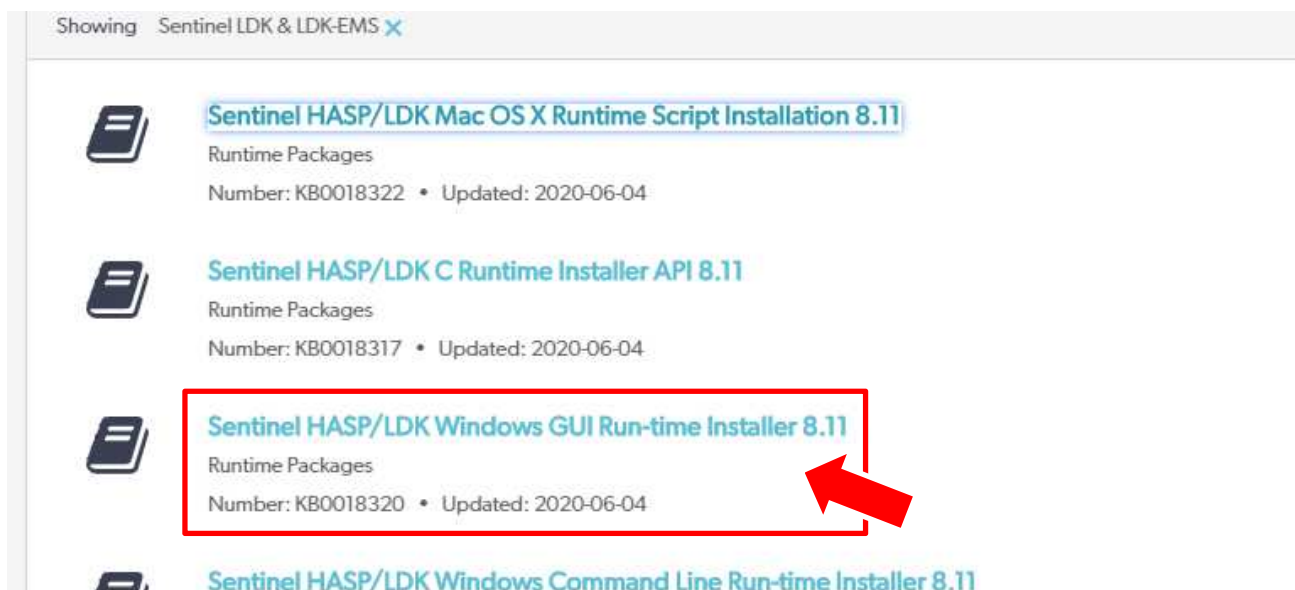 Showing Sentinel LDK & LDK-EMS ×
Sentinel HASP/LDK Mac OS X Runtime Script Installation 8.11
Runtime Packages
Number: KB0018322 • Updated: 2020-06-04
Sentinel HASP/LDK C Runtime Installer API 8.11
Runtime Packages
Number: KB0018317 • Updated: 2020-06-04
Sentinel HASP/LDK Windows GUI Run-time Installer 8.11
Runtime Packages
Number: KB0018320 • Updated: 2020-06-04
Sentinel HASP/LDK Windows Command Line Run-time Installer 8.11